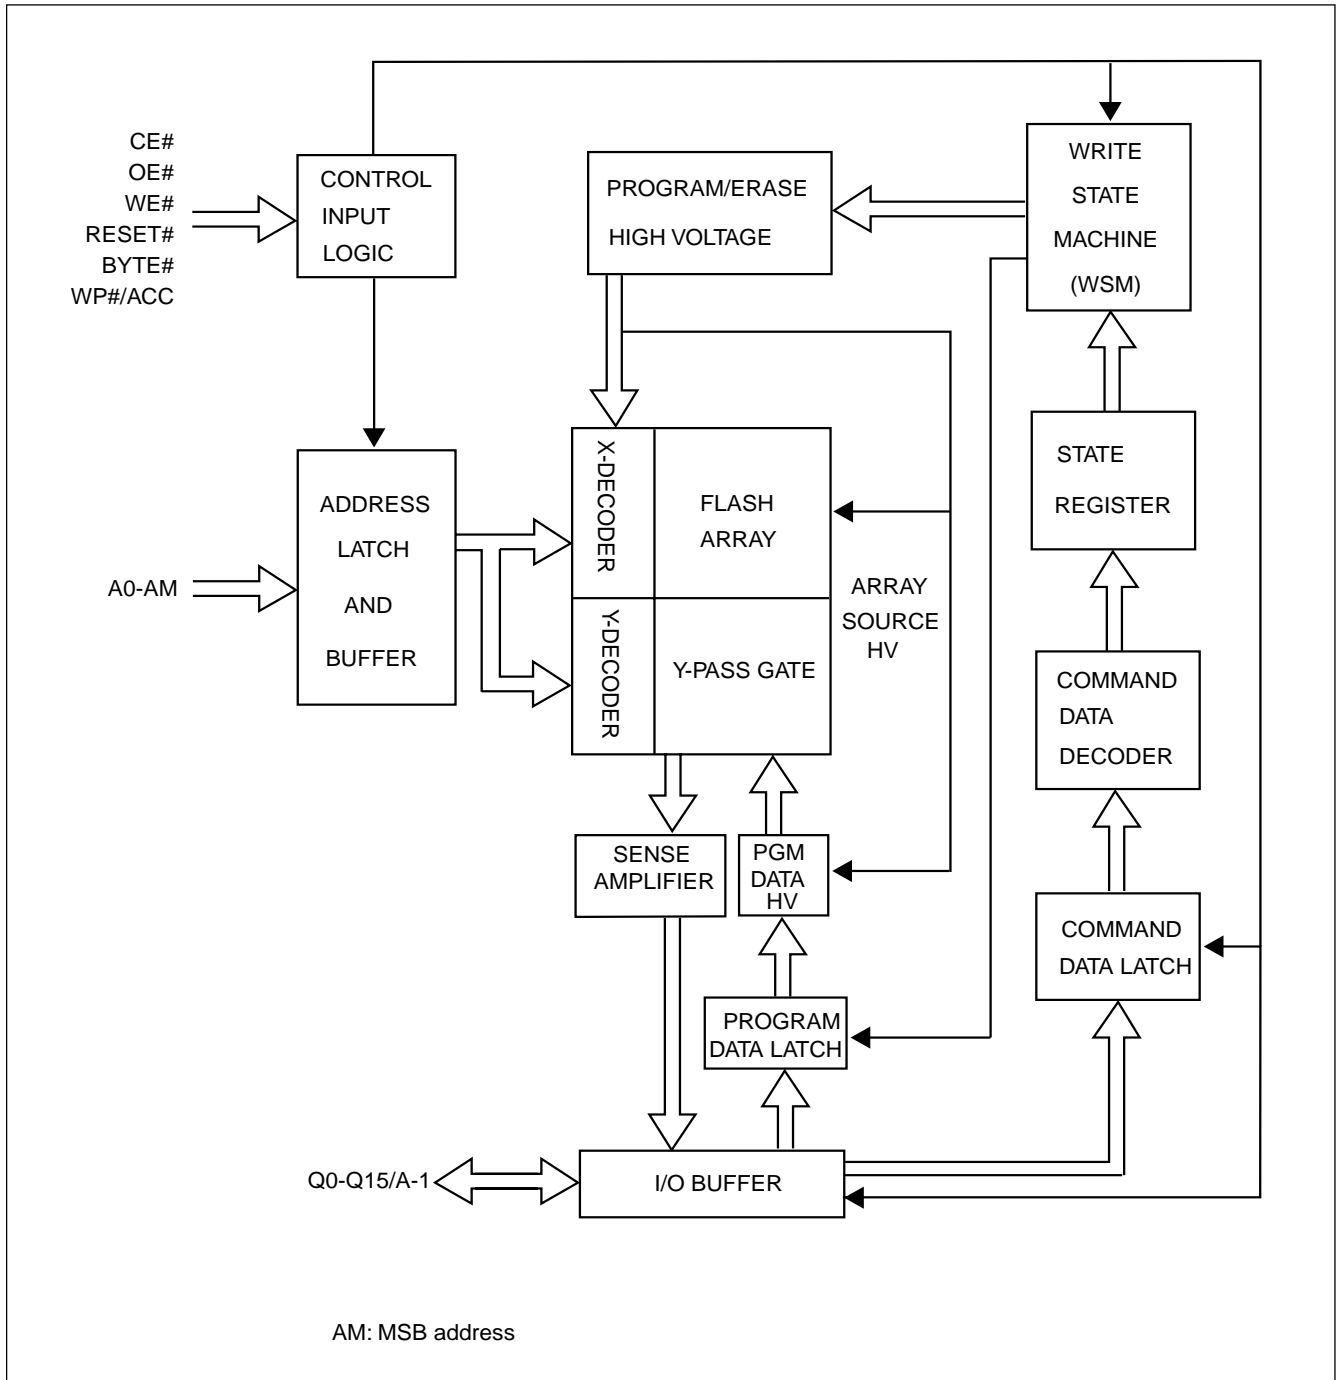 CE#
OE#
WE#
RESET#
BYTE#
WP#/ACC
CONTROL
INPUT
LOGIC
PROGRAM/ERASE
HIGH VOLTAGE
WRITE
STATE
MACHINE
(WSM)
A0-AM
ADDRESS
LATCH
AND
BUFFER
X-DECODER
FLASH
ARRAY
Y-DECODER
Y-PASS GATE
ARRAY
SOURCE
HV
STATE
REGISTER
COMMAND
DATA
DECODER
SENSE
AMPLIFIER
PGM
DATA
HV
COMMAND
DATA LATCH
PROGRAM
DATA LATCH
Q0-Q15/A-1
I/O BUFFER
AM: MSB address